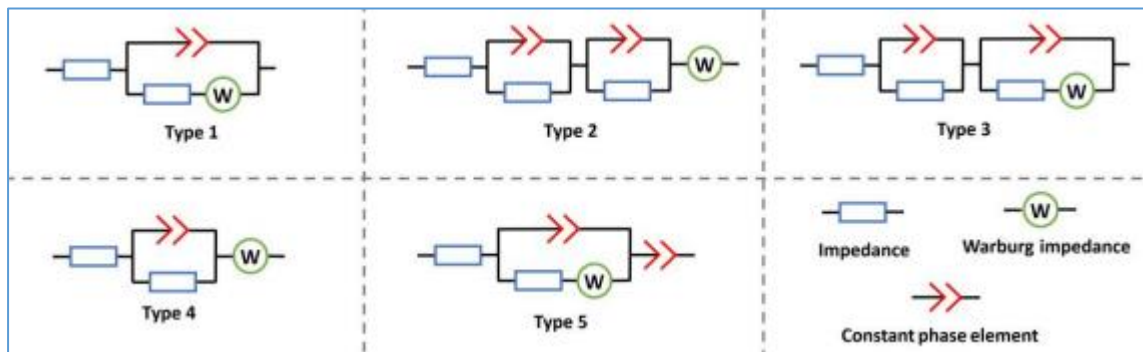 W
Type 1
W
Type 2
W
Type 3
W
Type 4
W
Type 5
Impedance
W
Warburg impedance
Constant phase element